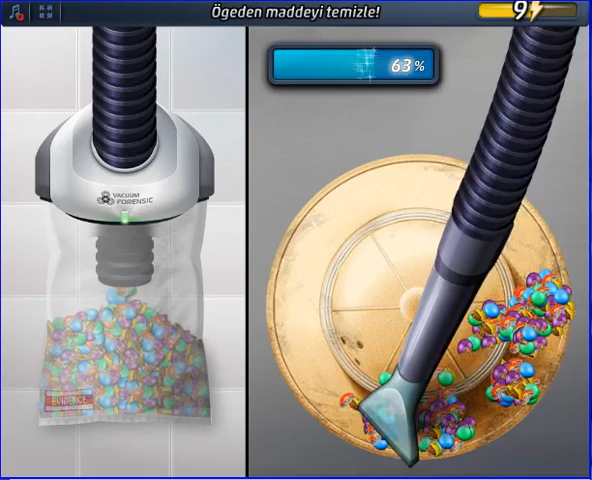 Ögeden maddeyi temizle!
9
63%
VACUUM
FORENSIC
EVIDENCE